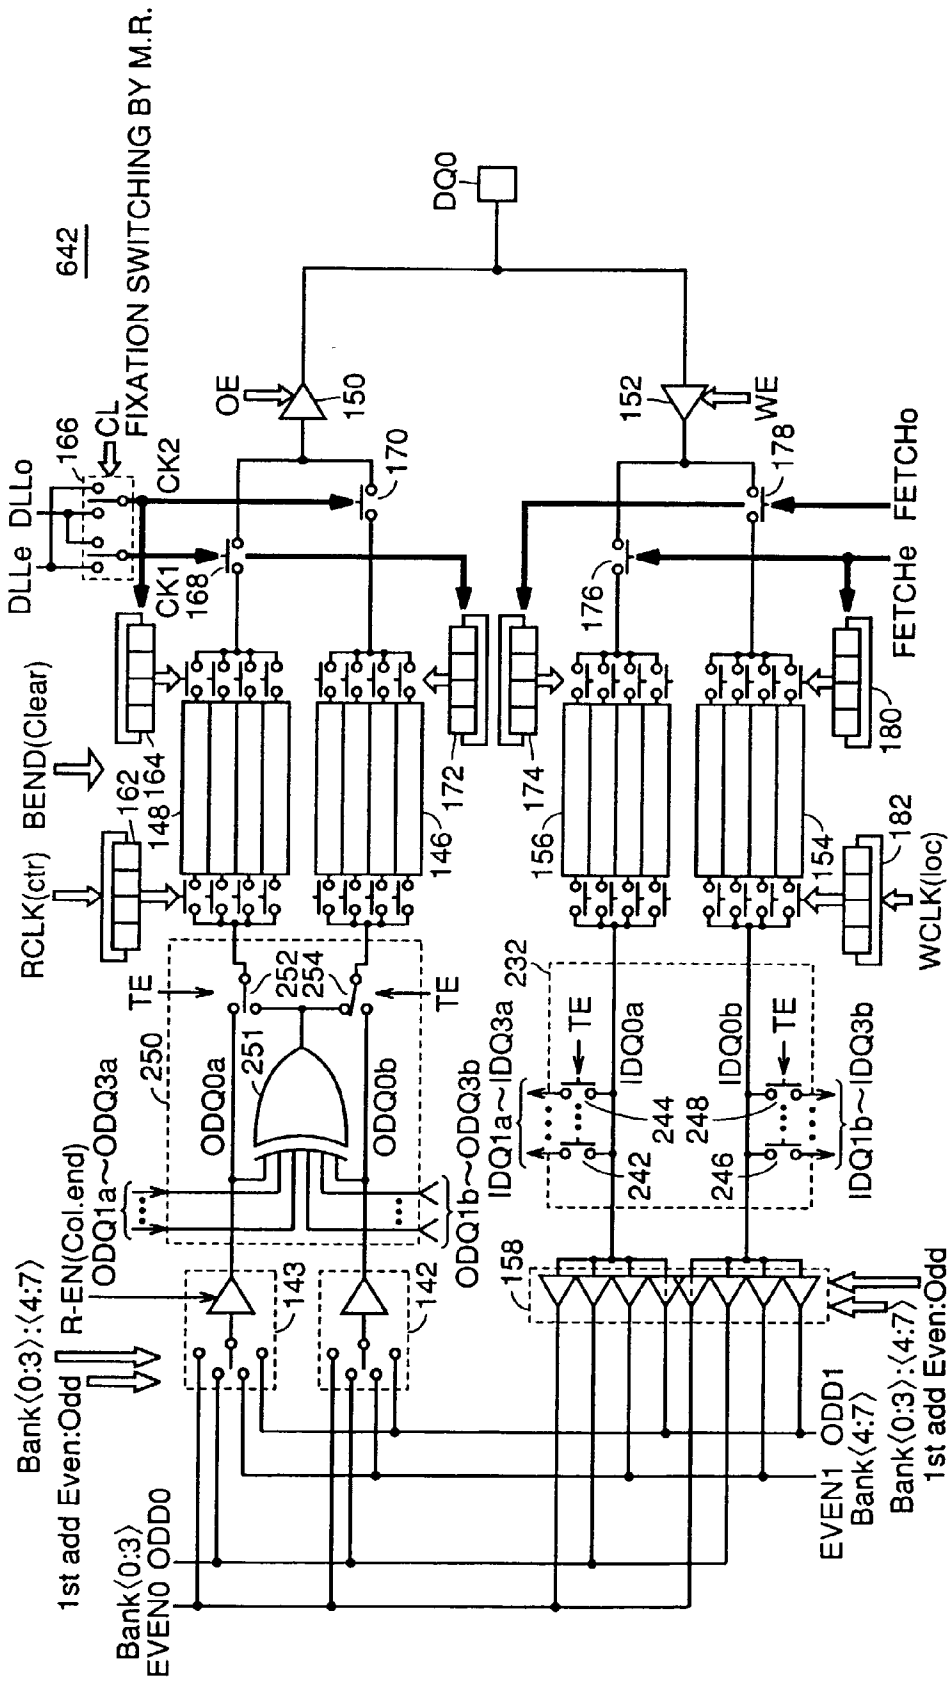 642
FIXATION SWITCHING BY M.R.
DLLe DLLo
166
CL
CK1
CK2
168
170
OE
150
DQ0
152
WE
BEND(Clear)
RCLK(ctr)
162
164
148
146
172
174
156
154
176
178
180
182
FETCHe FETCHo
WCLK(loc)
TE
252
254
TE
250
251
ODQ0a
ODQ0b
ODQ1a~ODQ3a
ODQ1b~ODQ3b
232
IDQ1a~IDQ3a
TE
IDQ0a
244
242
IDQ0b
248
246
TE
IDQ1b~IDQ3b
R-EN(Col.end)
Bank⟨0:3⟩:⟨4:7⟩
1st add Even:Odd
143
142
158
Bank⟨0:3⟩
EVEN0 ODD0
EVEN1 ODD1
Bank⟨4:7⟩
Bank⟨0:3⟩:⟨4:7⟩
1st add Even:Odd